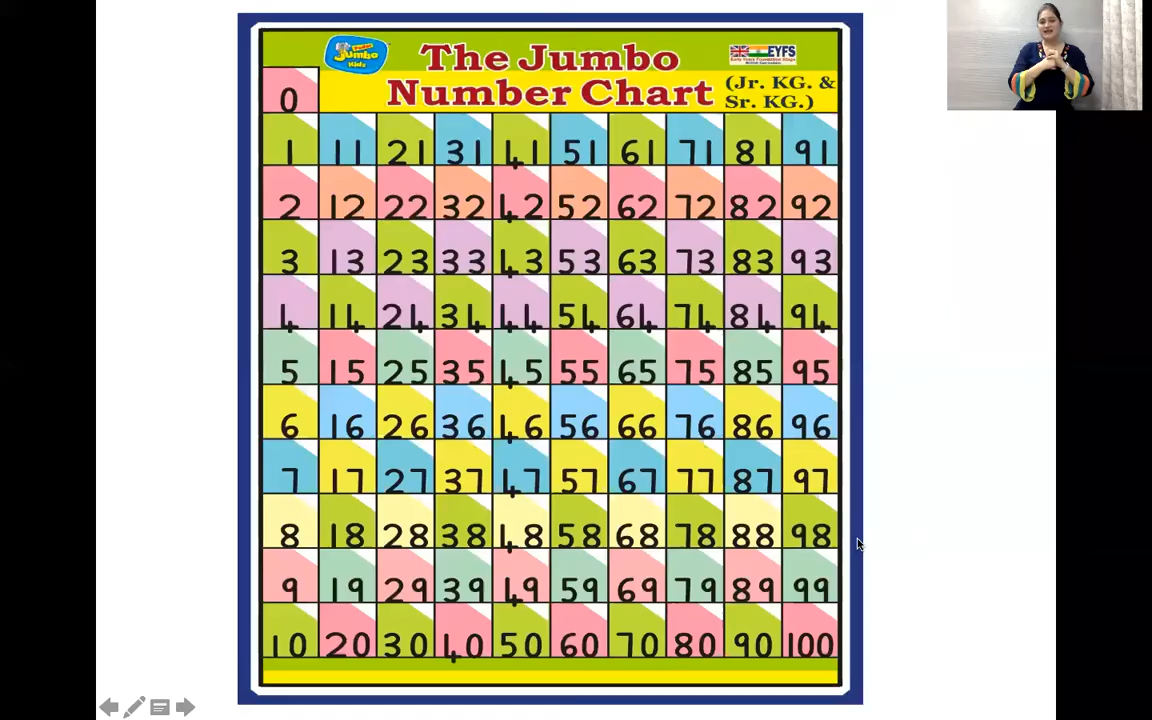 Jumbo
Kids
The Jumbo
EYFS
Number Chart
(Jr. KG. &
Sr. KG.)
0
1 11 21 31 41 51 61 71 81 91
2 12 22 32 42 52 62 72 82 92
3 13 23 33 43 53 63 73 83 93
4 14 24 34 44 54 64 74 84 94
5 15 25 35 45 55 65 75 85 95
6 16 26 36 46 56 66 76 86 96
7 17 27 37 47 57 67 77 87 97
8 18 28 38 48 58 68 78 88 98
9 19 29 39 49 59 69 79 89 99
10 20 30 40 50 60 70 80 90 100